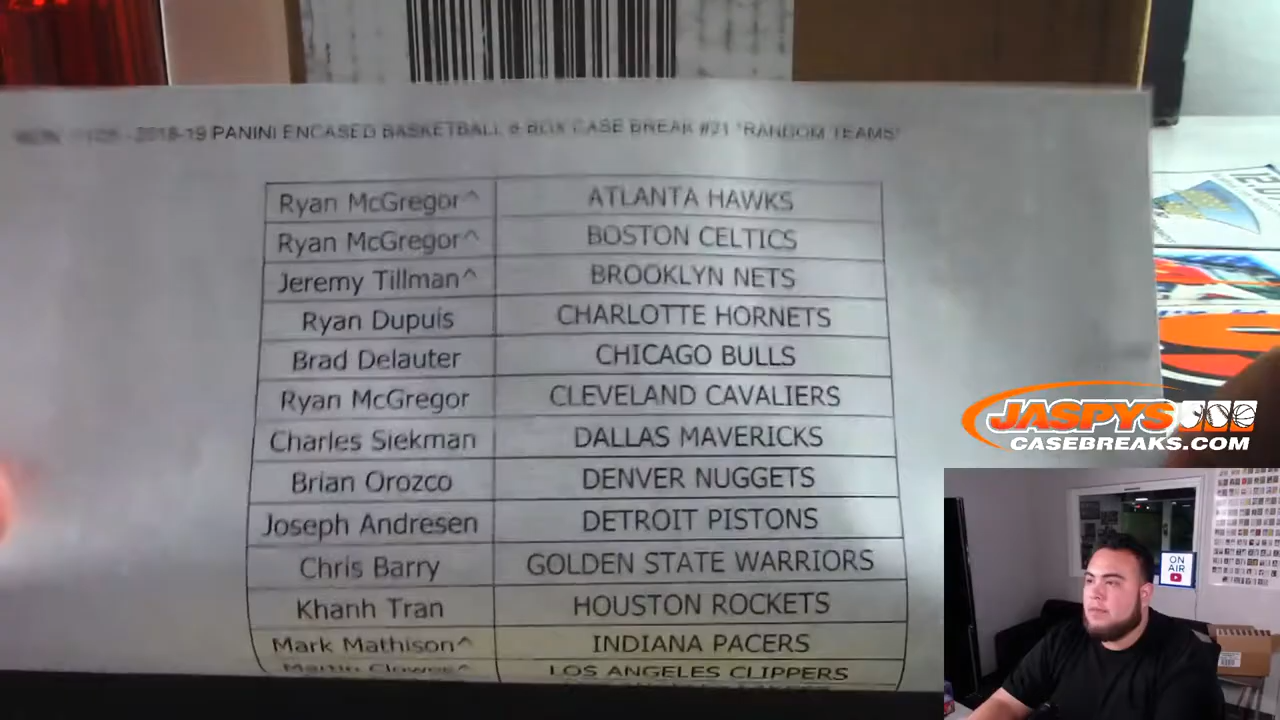 2018-19 PANINI ENCASED BASKETBALL BOX CASE BREAK #21 "RANDOM TEAMS"
Ryan McGregor^ ATLANTA HAWKS
Ryan McGregor^ BOSTON CELTICS
Jeremy Tillman^ BROOKLYN NETS
Ryan Dupuis CHARLOTTE HORNETS
Brad Delauter CHICAGO BULLS
Ryan McGregor CLEVELAND CAVALIERS
Charles Siekman DALLAS MAVERICKS
Brian Orozco DENVER NUGGETS
Joseph Andresen DETROIT PISTONS
Chris Barry GOLDEN STATE WARRIORS
Khanh Tran HOUSTON ROCKETS
Mark Mathison^ INDIANA PACERS
LOS ANGELES CLIPPERS
JASPYS
CASEBREAKS.COM
ON
AIR